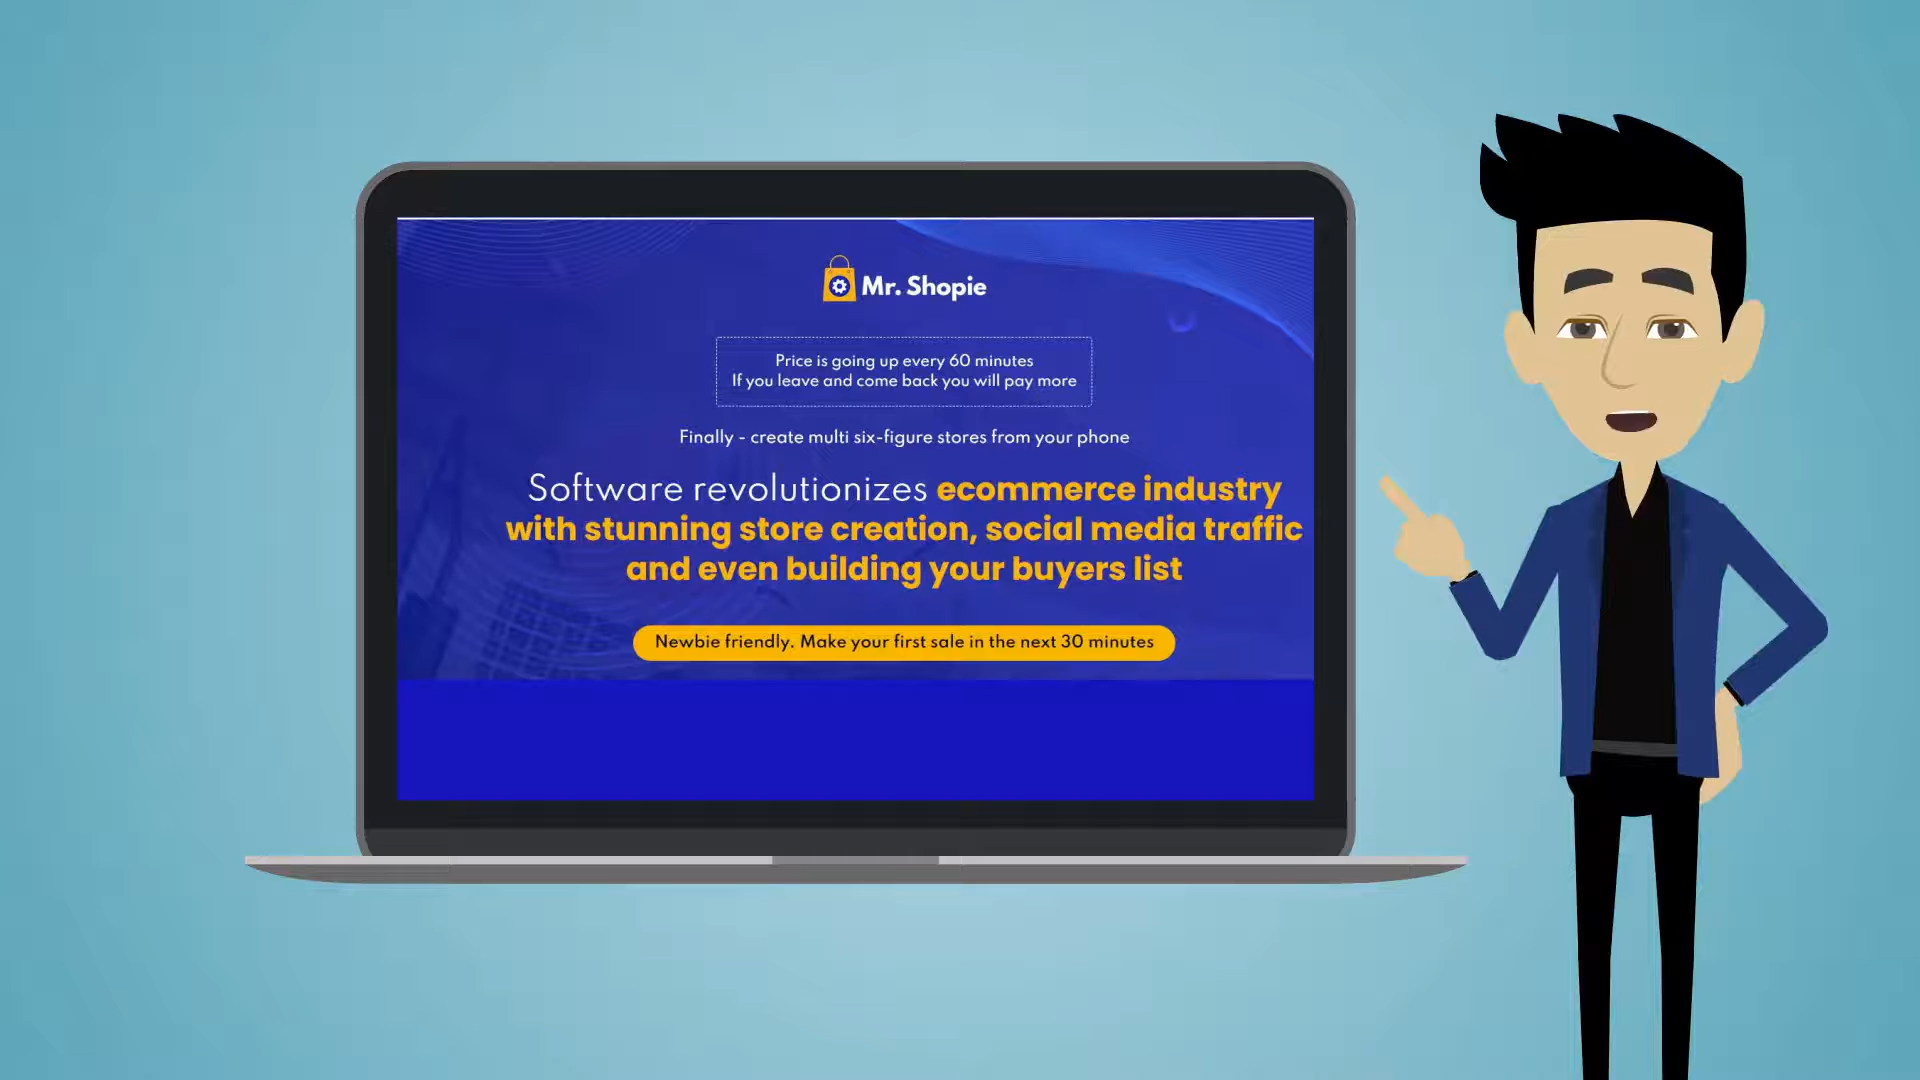 Mr. Shopie
Price is going up every 60 minutes
If you leave and come back you will pay more
Finally - create multi six-figure stores from your phone
Software revolutionizes ecommerce industry
with stunning store creation, social media traffic
and even building your buyers list
Newbie friendly. Make your first sale in the next 30 minutes